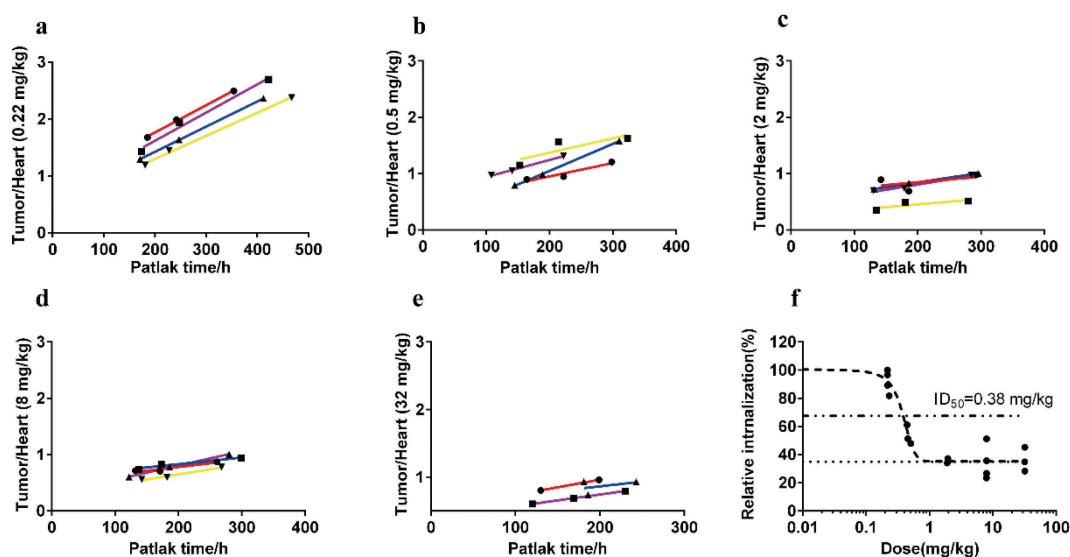 a
Tumor/Heart (0.22 mg/kg)
3
2
1
0
0 100 200 300 400 500
Patlak time/h
b
Tumor/Heart (0.5 mg/kg)
3
2
1
0
0 100 200 300 400
Patlak time/h
c
Tumor/Heart (2 mg/kg)
3
2
1
0
0 100 200 300 400
Patlak time/h
d
Tumor/Heart (8 mg/kg)
3
2
1
0
0 100 200 300 400
Patlak time/h
e
Tumor/Heart (32 mg/kg)
3
2
1
0
0 100 200 300
Patlak time/h
f
Relative intrnalization(%)
120
100
80
60
40
20
0
ID50=0.38 mg/kg
0.01 0.1 1 10 100
Dose(mg/kg)